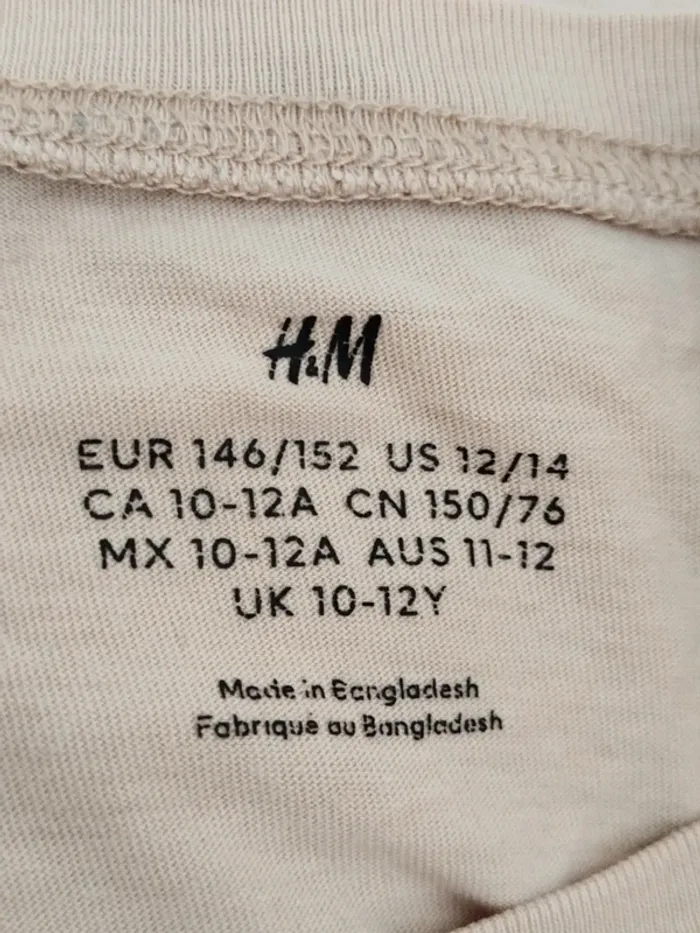 H&M
EUR 146/152 US 12/14
CA 10-12A CN 150/76
MX 10-12A AUS 11-12
UK 10-12Y
Made in Bangladesh
Fabriqué au Bangladesh